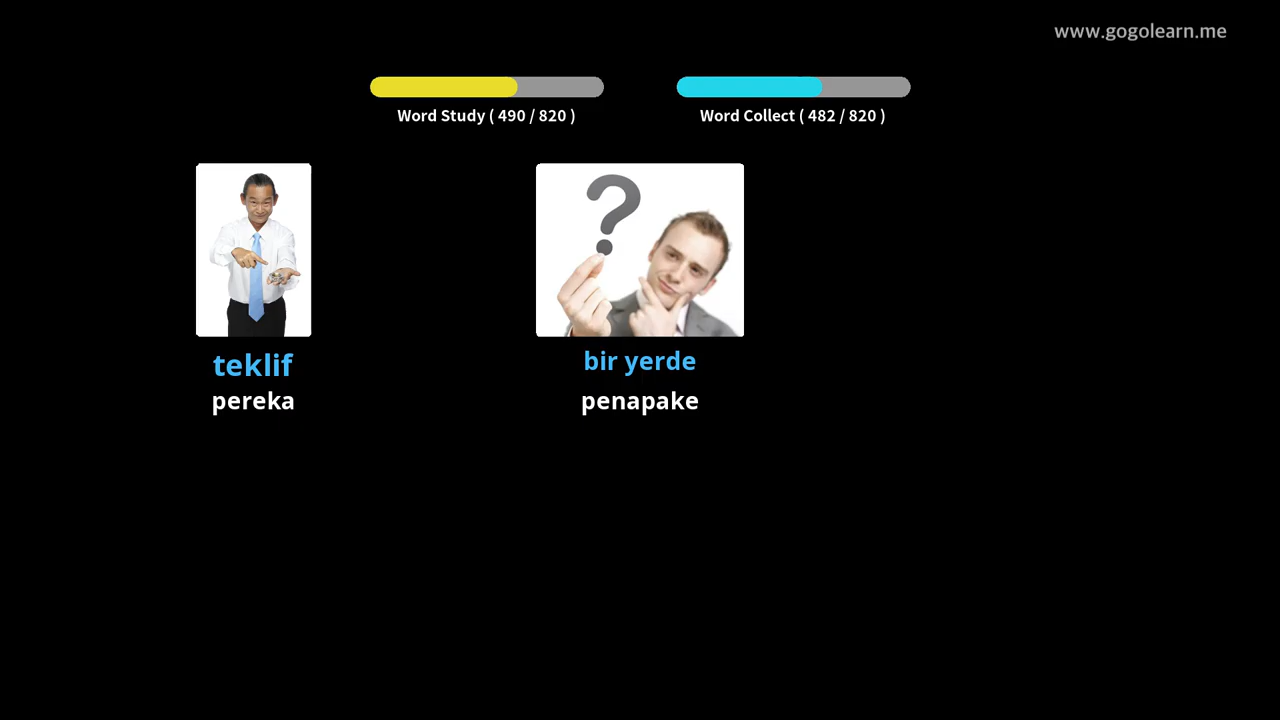 www.gogolearn.me
Word Study ( 490 / 820 )
Word Collect ( 482 / 820 )
teklif
pereka
bir yerde
penapake